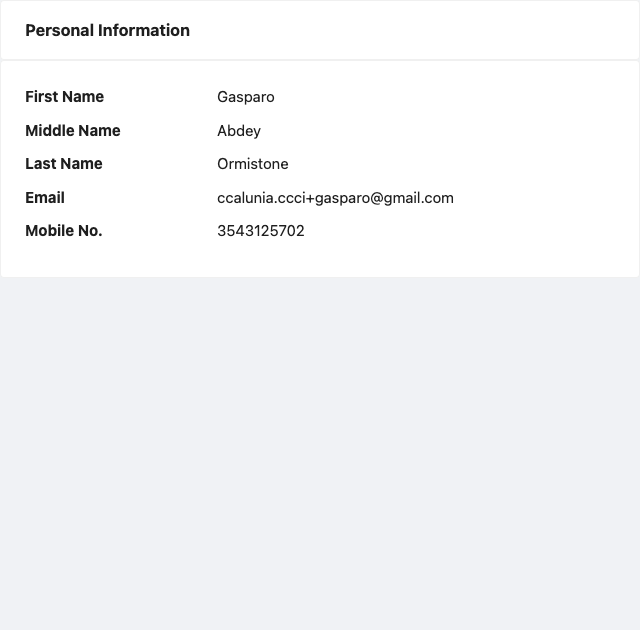 Personal Information
First Name Gasparo
Middle Name Abdey
Last Name Ormistone
Email ccalunia.ccci+gasparo@gmail.com
Mobile No. 3543125702